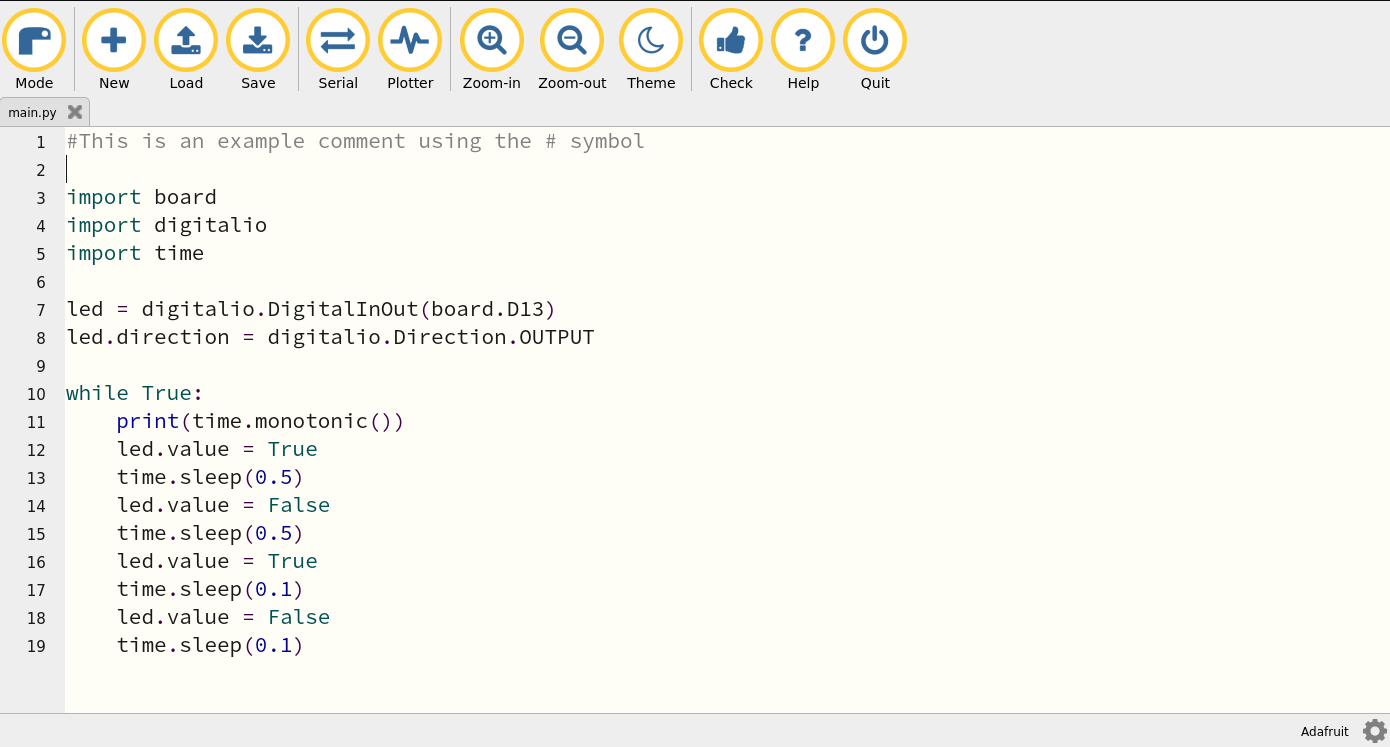 Mode New Load Save Serial Plotter Zoom-in Zoom-out Theme Check Help Quit
main.py
1 #This is an example comment using the # symbol
2
3 import board
4 import digitalio
5 import time
6
7 led = digitalio.DigitalInOut(board.D13)
8 led.direction = digitalio.Direction.OUTPUT
9
10 while True:
11     print(time.monotonic())
12     led.value = True
13     time.sleep(0.5)
14     led.value = False
15     time.sleep(0.5)
16     led.value = True
17     time.sleep(0.1)
18     led.value = False
19     time.sleep(0.1)
Adafruit